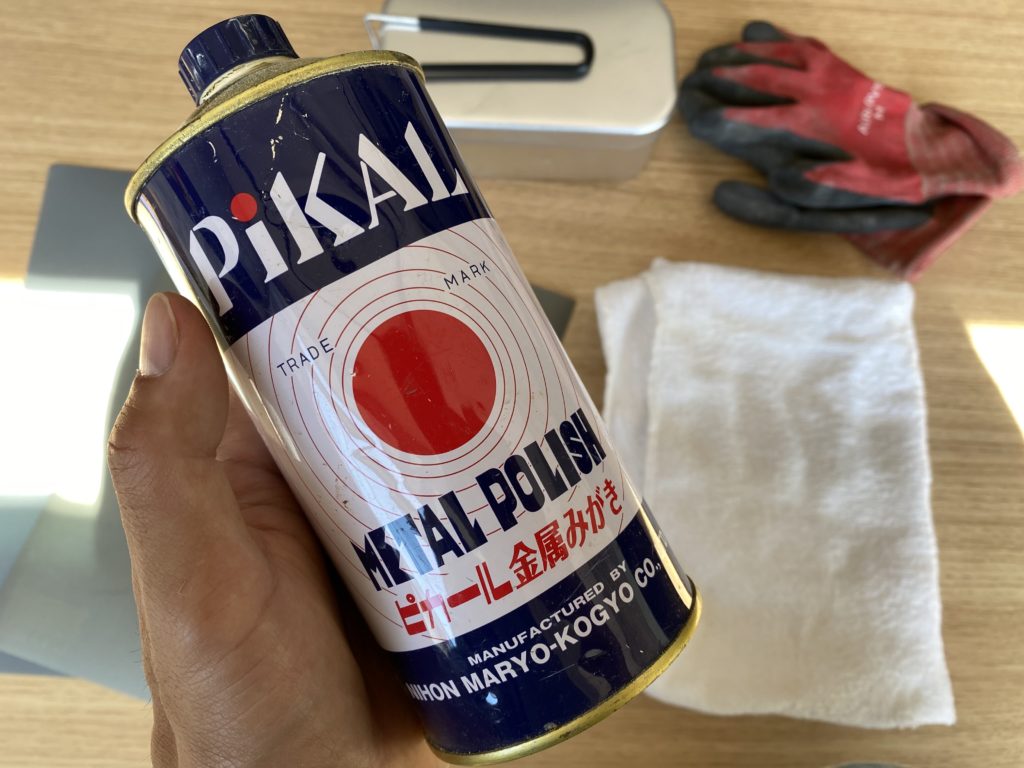 PiKAL
TRADE MARK
METAL POLISH
ピカール金属みがき
MANUFACTURED BY
NIHON MARYO-KOGYO CO.,